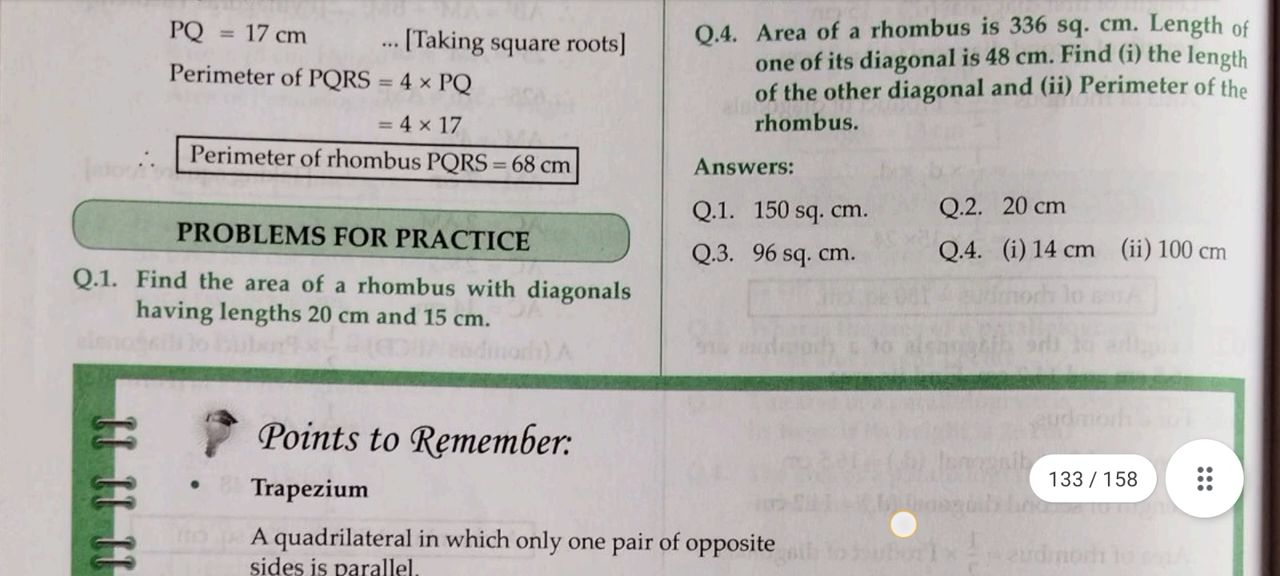 PQ = 17 cm ... [Taking square roots]
Perimeter of PQRS = 4 × PQ
= 4 × 17
∴ Perimeter of rhombus PQRS = 68 cm
PROBLEMS FOR PRACTICE
Q.1. Find the area of a rhombus with diagonals
having lengths 20 cm and 15 cm.
Q.4. Area of a rhombus is 336 sq. cm. Length of
one of its diagonal is 48 cm. Find (i) the length
of the other diagonal and (ii) Perimeter of the
rhombus.
Answers:
Q.1. 150 sq. cm. Q.2. 20 cm
Q.3. 96 sq. cm. Q.4. (i) 14 cm (ii) 100 cm
Points to Remember:
• Trapezium
A quadrilateral in which only one pair of opposite
sides is parallel.
133 / 158